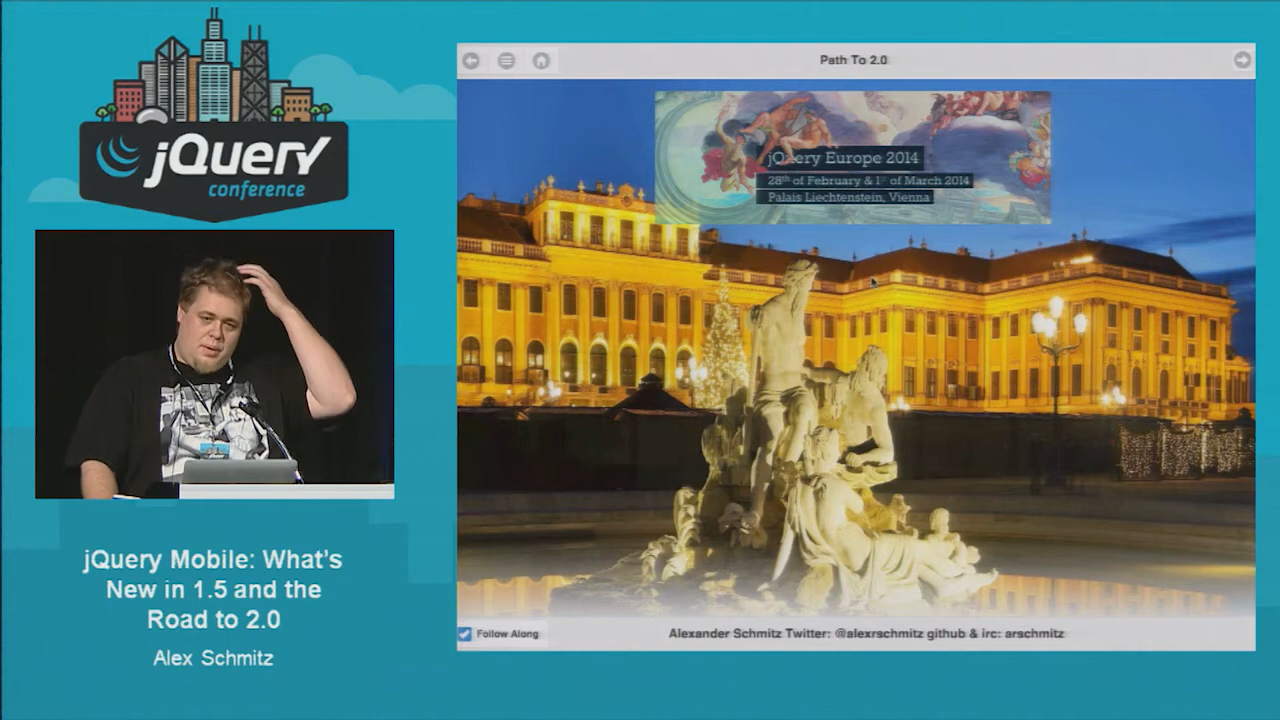 jQuery
conference
jQuery Mobile: What's
New in 1.5 and the
Road to 2.0
Alex Schmitz
Path To 2.0
jQuery Europe 2014
28th of February & 1st of March 2014
Palais Liechtenstein, Vienna
Follow Along
Alexander Schmitz Twitter: @alexrschmitz github & irc: arschmitz